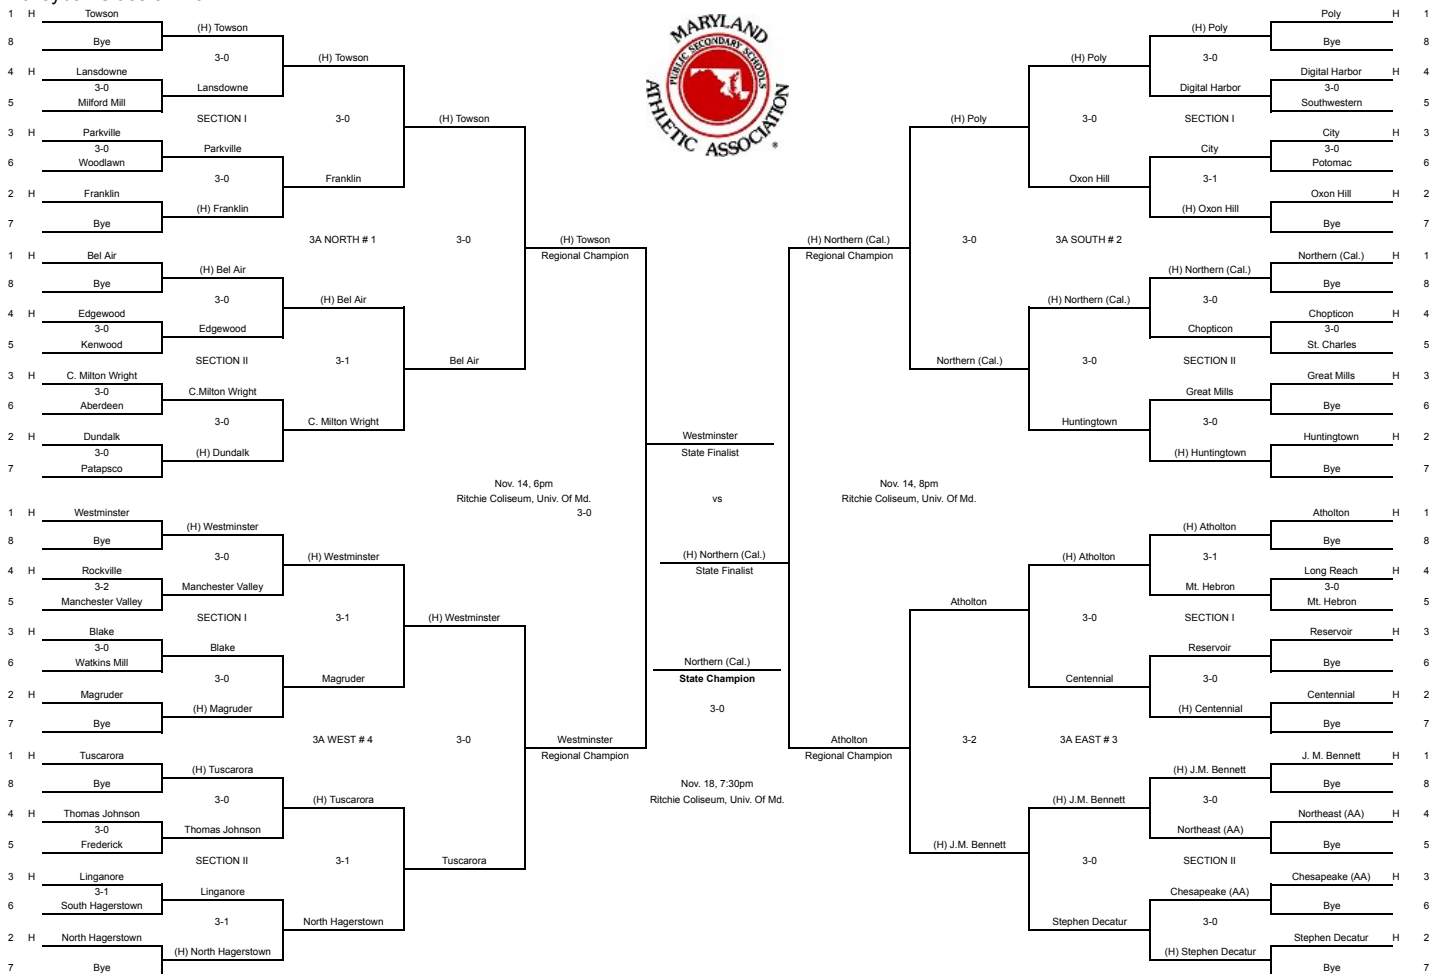 1 H Towson
8 Bye
(H) Towson
3-0
4 H Lansdowne
3-0
5 Milford Mill
Lansdowne
(H) Towson
SECTION I
3-0
3 H Parkville
3-0
6 Woodlawn
Parkville
3-0
2 H Franklin
7 Bye
(H) Franklin
Franklin
(H) Towson
3A NORTH # 1
3-0
1 H Bel Air
8 Bye
(H) Bel Air
3-0
4 H Edgewood
3-0
5 Kenwood
Edgewood
(H) Bel Air
SECTION II
3-1
3 H C. Milton Wright
3-0
6 Aberdeen
C.Milton Wright
3-0
2 H Dundalk
3-0
7 Patapsco
(H) Dundalk
C. Milton Wright
Bel Air
(H) Towson
Regional Champion
Nov. 14, 6pm
Ritchie Coliseum, Univ. Of Md.
3-0
1 H Westminster
8 Bye
(H) Westminster
3-0
4 H Rockville
3-2
5 Manchester Valley
Manchester Valley
(H) Westminster
SECTION I
3-1
3 H Blake
3-0
6 Watkins Mill
Blake
3-0
2 H Magruder
7 Bye
(H) Magruder
Magruder
(H) Westminster
3A WEST # 4
3-0
1 H Tuscarora
8 Bye
(H) Tuscarora
3-0
4 H Thomas Johnson
3-0
5 Frederick
Thomas Johnson
(H) Tuscarora
SECTION II
3-1
3 H Linganore
3-1
6 South Hagerstown
Linganore
3-1
2 H North Hagerstown
7 Bye
(H) North Hagerstown
North Hagerstown
Tuscarora
Westminster
Regional Champion
MARYLAND
PUBLIC SECONDARY SCHOOLS
ATHLETIC ASSOCIATION
®
Westminster
State Finalist
vs
(H) Northern (Cal.)
State Finalist
Northern (Cal.)
State Champion
3-0
Nov. 18, 7:30pm
Ritchie Coliseum, Univ. Of Md.
Poly H 1
Bye 8
(H) Poly
3-0
Digital Harbor H 4
3-0
Southwestern 5
Digital Harbor
(H) Poly
SECTION I
3-0
City H 3
3-0
Potomac 6
City
3-1
Oxon Hill H 2
Bye 7
(H) Oxon Hill
Oxon Hill
(H) Poly
3A SOUTH # 2
3-0
Northern (Cal.) H 1
Bye 8
(H) Northern (Cal.)
3-0
Chopticon H 4
3-0
St. Charles 5
Chopticon
(H) Northern (Cal.)
SECTION II
3-0
Great Mills H 3
Bye 6
Great Mills
3-0
Huntingtown H 2
Bye 7
(H) Huntingtown
Huntingtown
Northern (Cal.)
(H) Northern (Cal.)
Regional Champion
Nov. 14, 8pm
Ritchie Coliseum, Univ. Of Md.
Atholton H 1
Bye 8
(H) Atholton
3-1
Long Reach H 4
3-0
Mt. Hebron 5
Mt. Hebron
(H) Atholton
SECTION I
3-0
Reservoir H 3
Bye 6
Reservoir
3-0
Centennial H 2
Bye 7
(H) Centennial
Centennial
Atholton
3A EAST # 3
3-2
J. M. Bennett H 1
Bye 8
(H) J.M. Bennett
3-0
Northeast (AA) H 4
Bye 5
Northeast (AA)
(H) J.M. Bennett
SECTION II
3-0
Chesapeake (AA) H 3
Bye 6
Chesapeake (AA)
3-0
Stephen Decatur H 2
Bye 7
(H) Stephen Decatur
Stephen Decatur
(H) J.M. Bennett
Atholton
Regional Champion